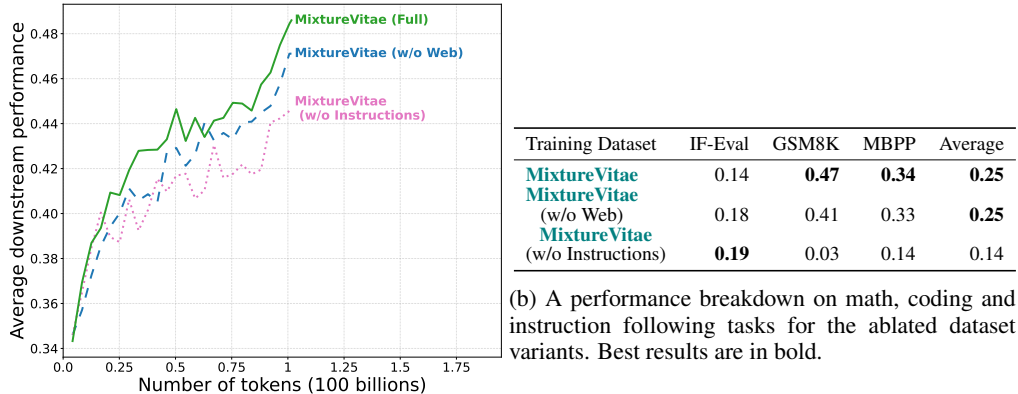 Average downstream performance
0.48
0.46
0.44
0.42
0.40
0.38
0.36
0.34
MixtureVitae (Full)
MixtureVitae (w/o Web)
MixtureVitae
(w/o Instructions)
0.0 0.25 0.5 0.75 1 1.25 1.5 1.75
Number of tokens (100 billions)
Training Dataset IF-Eval GSM8K MBPP Average
MixtureVitae 0.14 0.47 0.34 0.25
MixtureVitae
(w/o Web) 0.18 0.41 0.33 0.25
MixtureVitae
(w/o Instructions) 0.19 0.03 0.14 0.14
(b) A performance breakdown on math, coding and
instruction following tasks for the ablated dataset
variants. Best results are in bold.